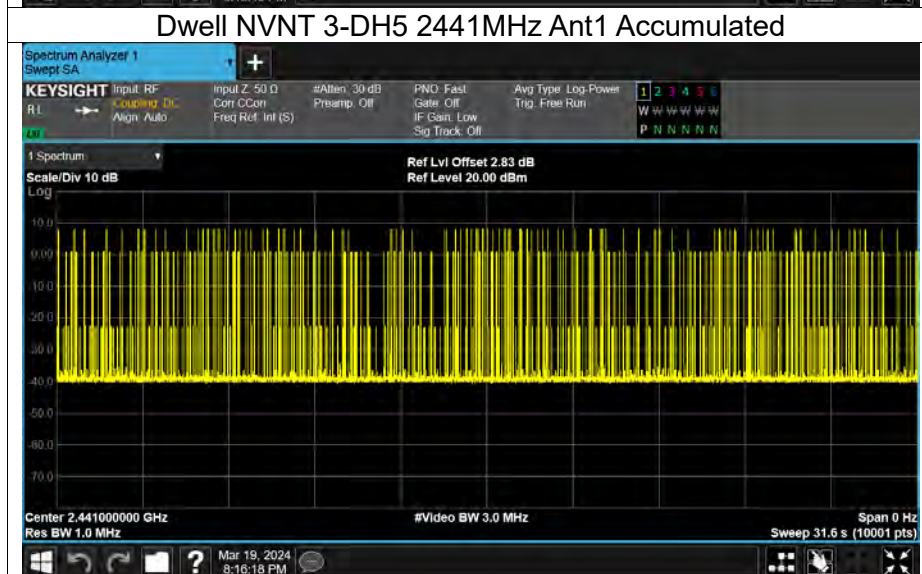 Dwell NVNT 3-DH5 2441MHz Ant1 Accumulated
Spectrum Analyzer 1
Swept SA
+
KEYSIGHT
Input: RF
Input Z: 50 Ω
#Atten: 30 dB
PNO: Fast
Avg Type: Log-Power
1 2 3 4 5 6
RL
Coupling: DC
Corr CCorr
Preamp: Off
Gate: Off
Trig: Free Run
W W W W W W
Align: Auto
Freq Ref: Int (S)
IF Gain: Low
P N N N N N
Sig Track: Off
1 Spectrum
Ref Lvl Offset 2.83 dB
Scale/Div 10 dB
Ref Level 20.00 dBm
Log
10.0
0.00
-10.0
-20.0
-30.0
-40.0
-50.0
-60.0
-70.0
Center 2.441000000 GHz
#Video BW 3.0 MHz
Span 0 Hz
Res BW 1.0 MHz
Sweep 31.6 s (10001 pts)
?
Mar 19, 2024
8:16:18 PM